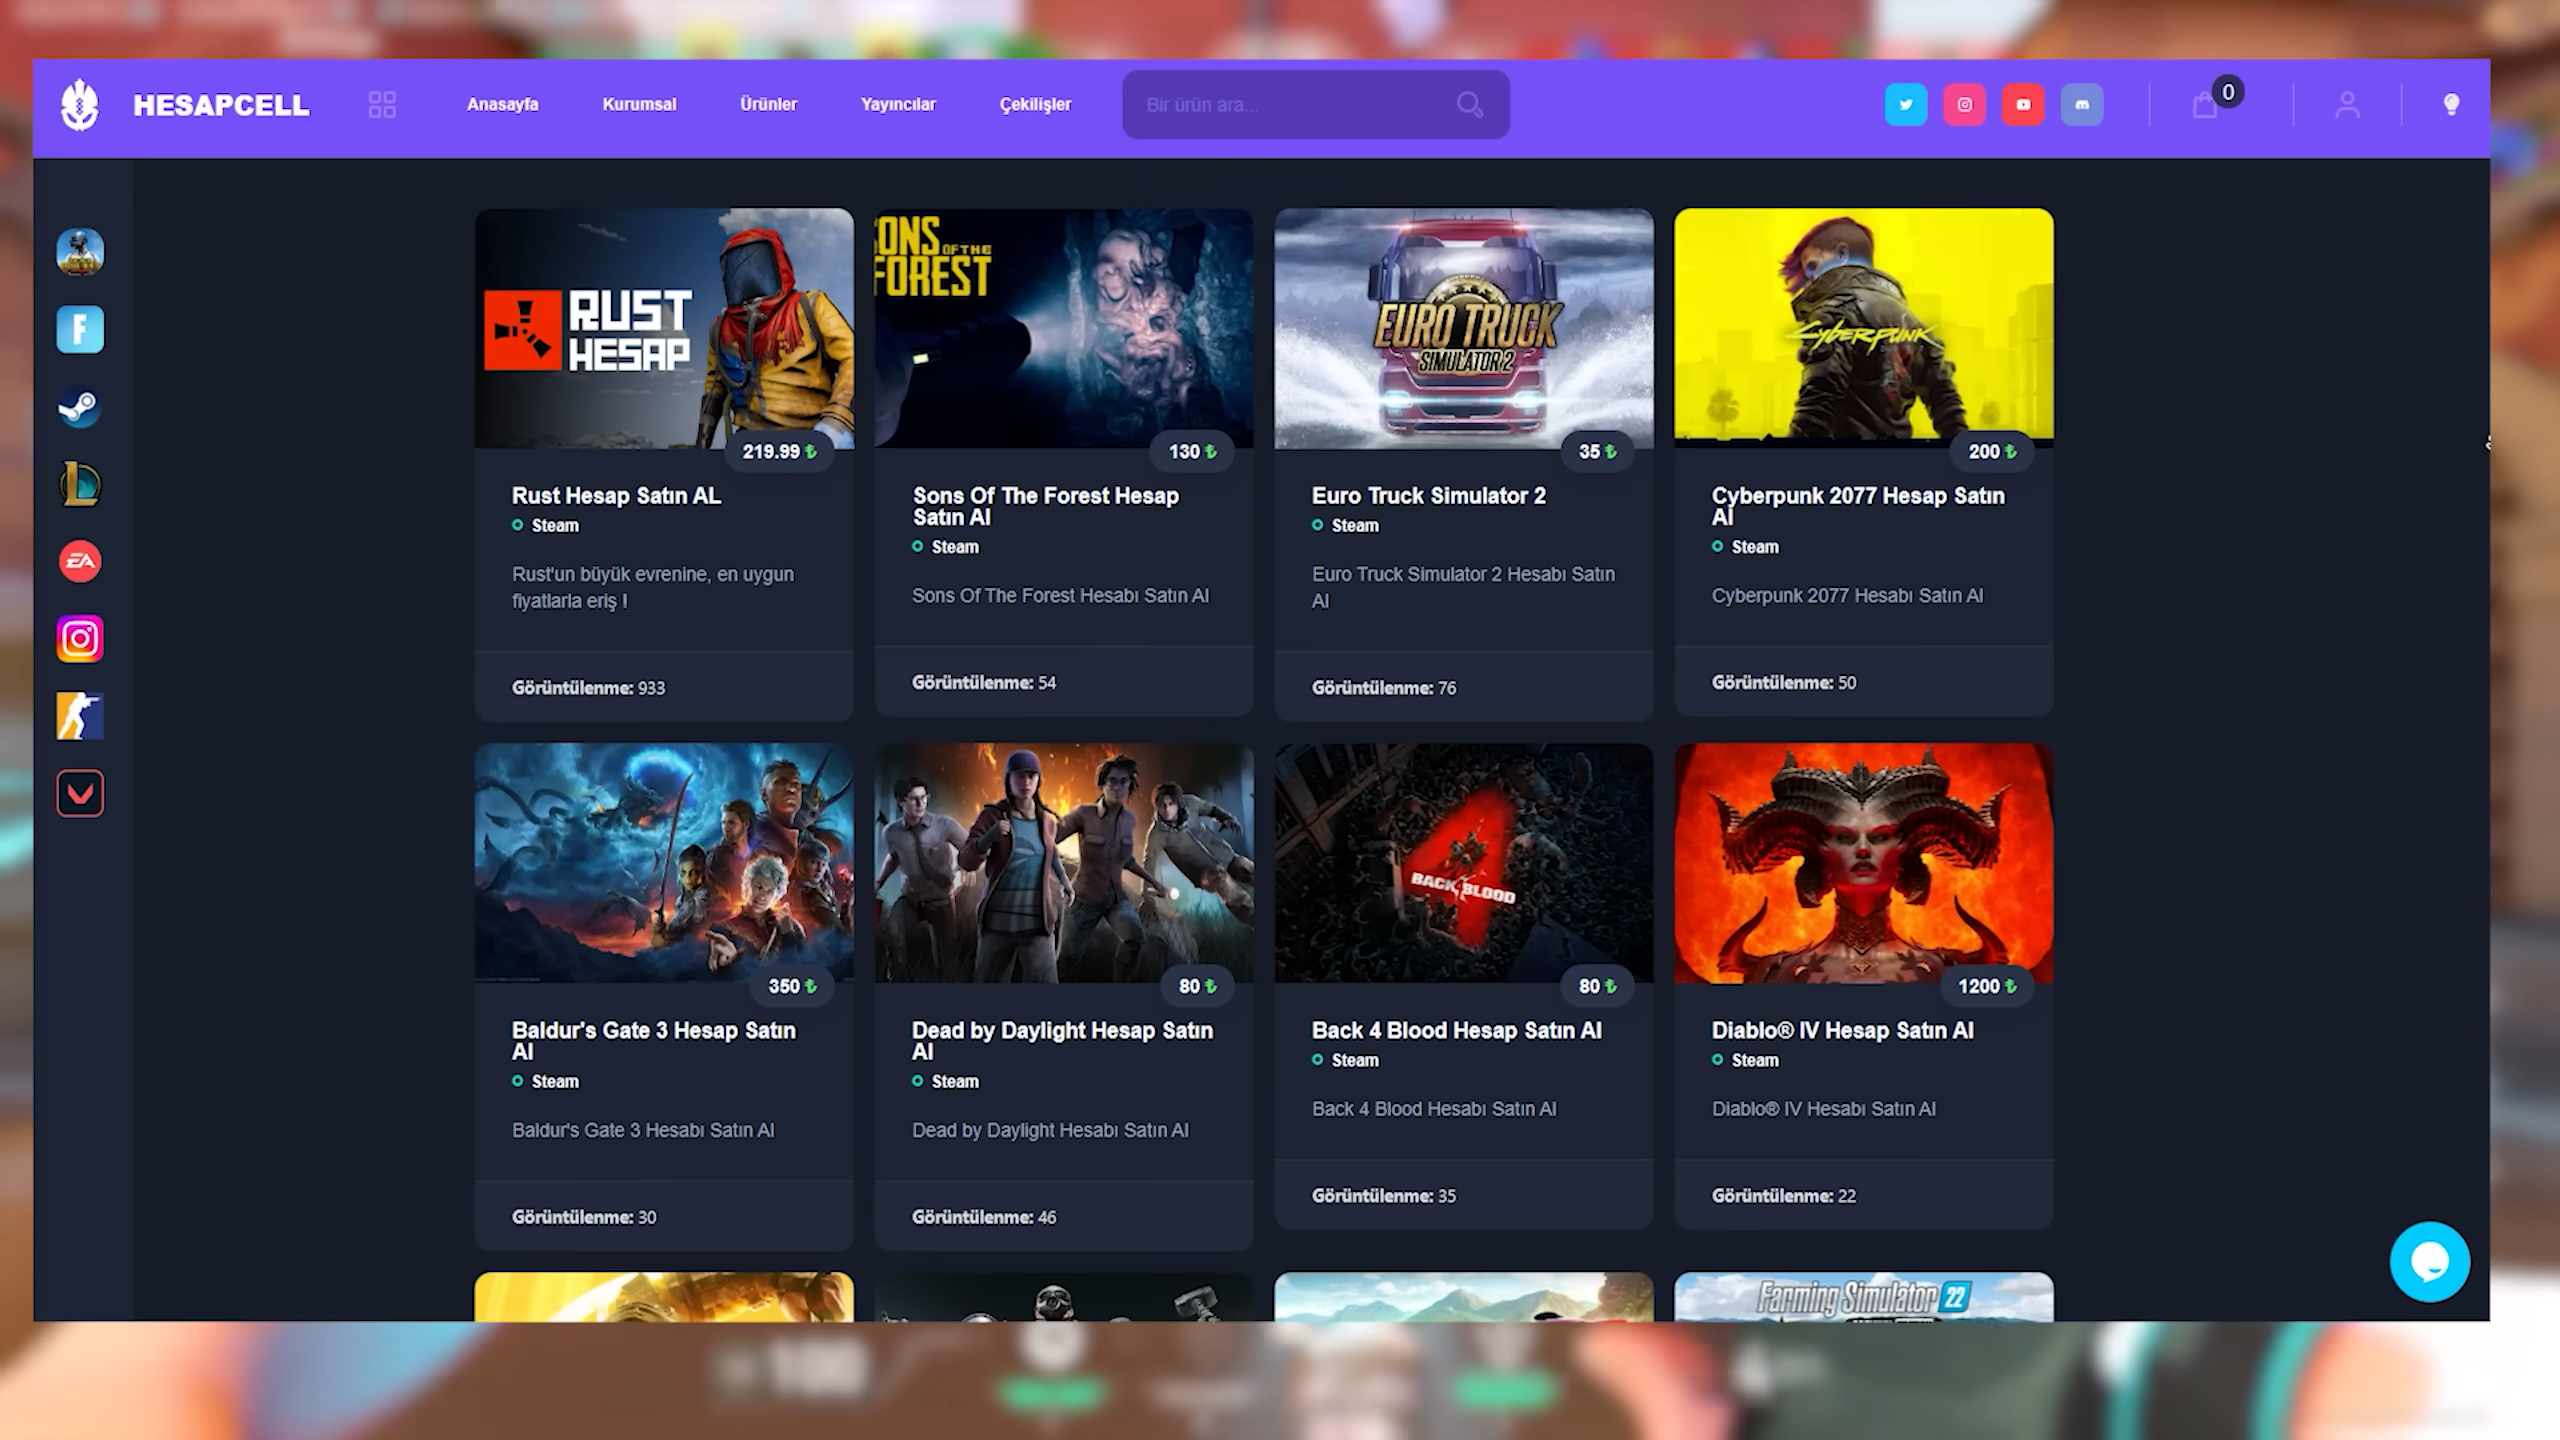 HESAPCELL
Anasayfa
Kurumsal
Ürünler
Yayıncılar
Çekilişler
Bir ürün ara...
0
RUST
HESAP
219.99 ₺
Rust Hesap Satın AL
Steam
Rust'un büyük evrenine, en uygun
fiyatlarla eriş !
Görüntülenme: 933
ONS OF THE
FOREST
130 ₺
Sons Of The Forest Hesap
Satın Al
Steam
Sons Of The Forest Hesabı Satın Al
Görüntülenme: 54
EURO TRUCK
SIMULATOR 2
35 ₺
Euro Truck Simulator 2
Steam
Euro Truck Simulator 2 Hesabı Satın
Al
Görüntülenme: 76
Cyberpunk
200 ₺
Cyberpunk 2077 Hesap Satın
Al
Steam
Cyberpunk 2077 Hesabı Satın Al
Görüntülenme: 50
F
EA
350 ₺
Baldur's Gate 3 Hesap Satın
Al
Steam
Baldur's Gate 3 Hesabı Satın Al
Görüntülenme: 30
80 ₺
Dead by Daylight Hesap Satın
Al
Steam
Dead by Daylight Hesabı Satın Al
Görüntülenme: 46
4
BACK BLOOD
80 ₺
Back 4 Blood Hesap Satın Al
Steam
Back 4 Blood Hesabı Satın Al
Görüntülenme: 35
1200 ₺
Diablo® IV Hesap Satın Al
Steam
Diablo® IV Hesabı Satın Al
Görüntülenme: 22
Farming Simulator 22
100